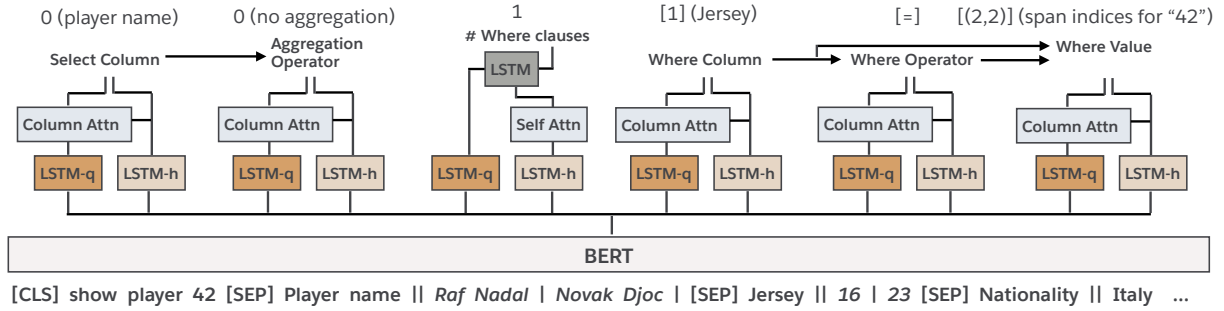 0 (player name) 0 (no aggregation) 1 [1] (Jersey) [=] [(2,2)] (span indices for “42”)
Select Column Aggregation Operator # Where clauses Where Column Where Operator Where Value
LSTM
Column Attn Column Attn Self Attn Column Attn Column Attn Column Attn
LSTM-q LSTM-h LSTM-q LSTM-h LSTM-q LSTM-h LSTM-q LSTM-h LSTM-q LSTM-h LSTM-q LSTM-h
BERT
[CLS] show player 42 [SEP] Player name || Raf Nadal | Novak Djoc | [SEP] Jersey || 16 | 23 [SEP] Nationality || Italy ...